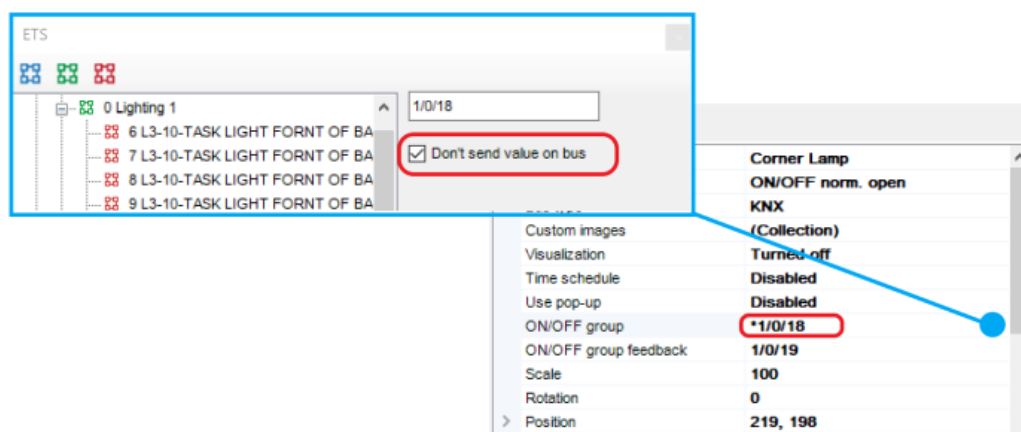 ETS
0 Lighting 1
6 L3-10-TASK LIGHT FORNT OF BA
7 L3-10-TASK LIGHT FORNT OF BA
8 L3-10-TASK LIGHT FORNT OF BA
9 L3-10-TASK LIGHT FORNT OF BA
1/0/18
Don't send value on bus
Corner Lamp
ON/OFF norm. open
KNX
Custom images (Collection)
Visualization Turned off
Time schedule Disabled
Use pop-up Disabled
ON/OFF group *1/0/18
ON/OFF group feedback 1/0/19
Scale 100
Rotation 0
Position 219, 198